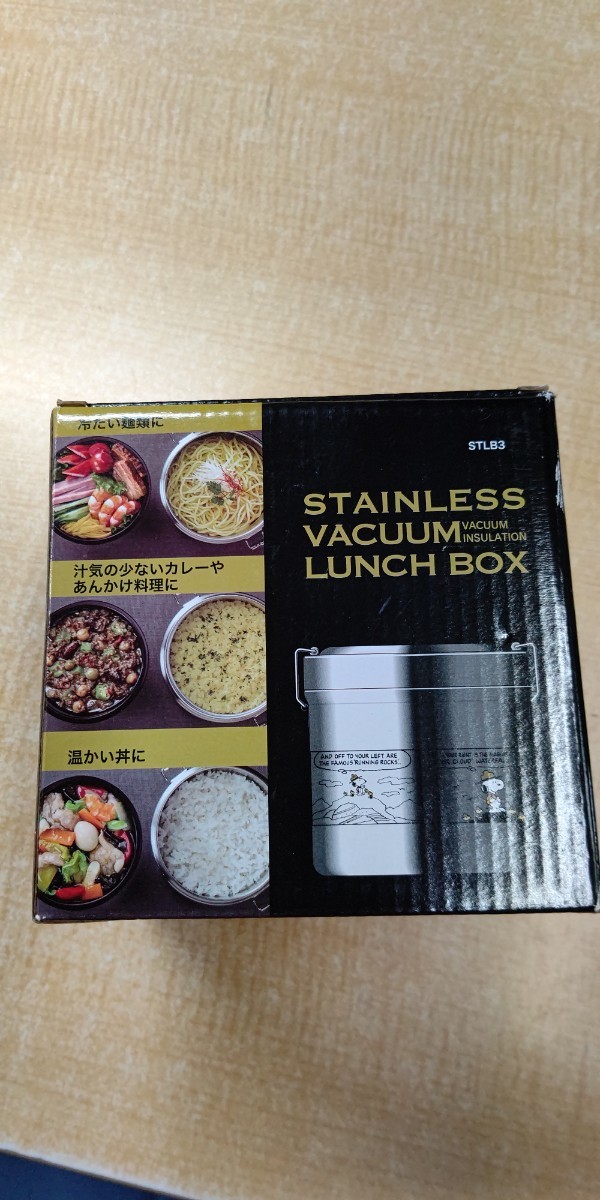 冷たい麺類に
汁気の少ないカレーや
あんかけ料理に
温かい丼に
STLB3
STAINLESS
VACUUM VACUUM INSULATION
LUNCH BOX
AND OFF TO YOUR LEFT ARE
THE FAMOUS "RUNNING ROCKS"..